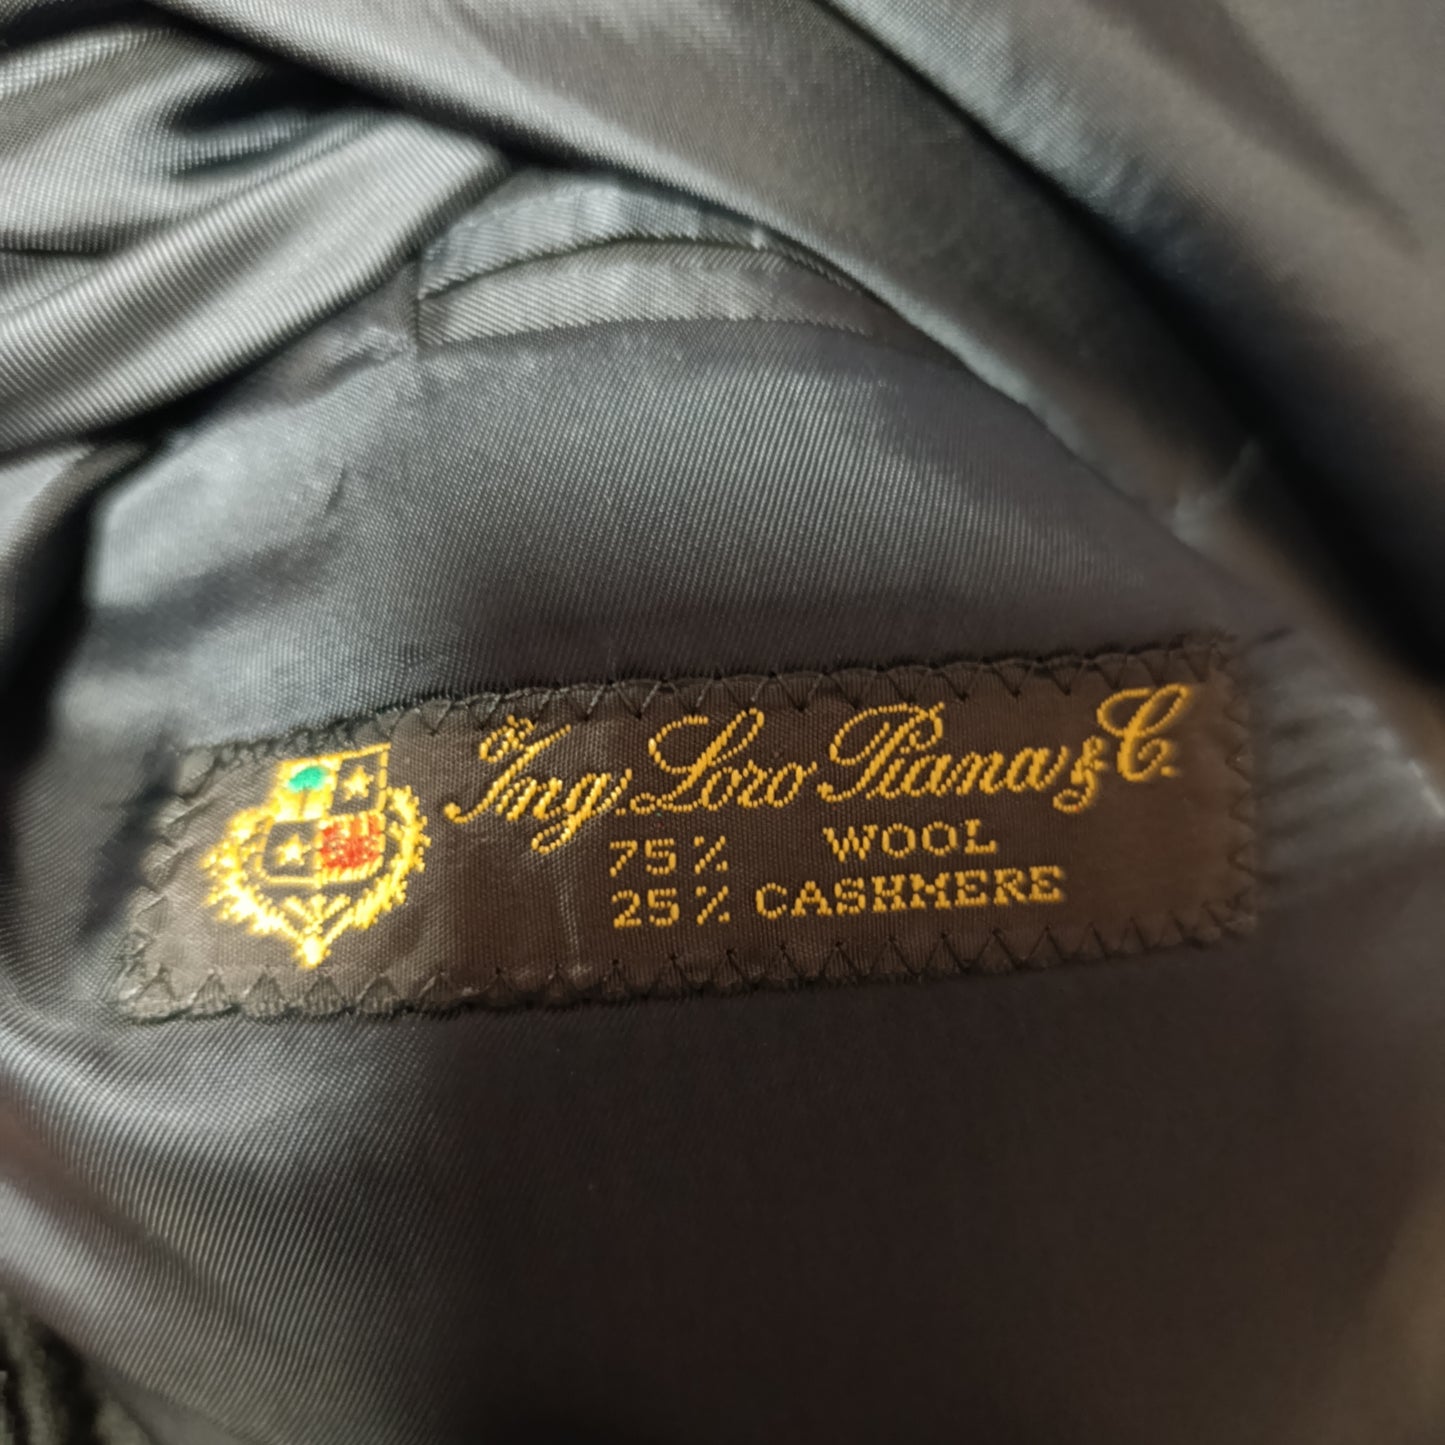 Ing. Loro Piana & C.
75% WOOL
25% CASHMERE